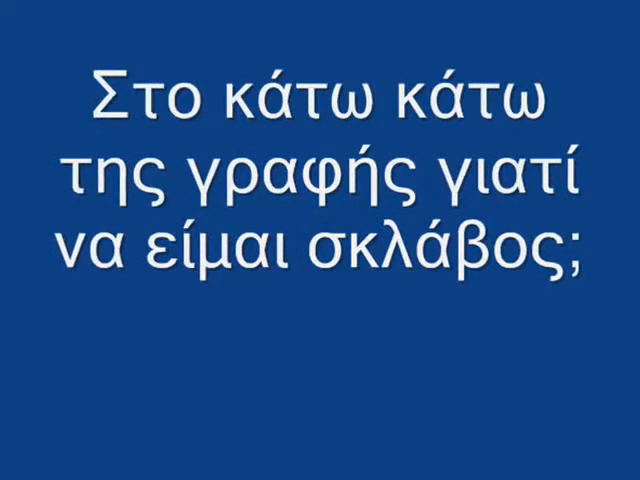 Στο κάτω κάτω
της γραφής γιατί
να είμαι σκλάβος;